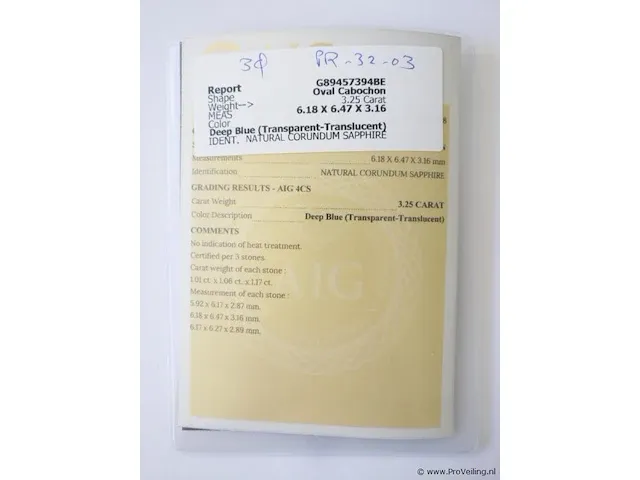 34 PR-32-03
Report G89457394BE
Shape Oval Cabochon
Weight--> 3.25 Carat
MEAS 6.18 X 6.47 X 3.16
Color
Deep Blue (Transparent-Translucent)
IDENT. NATURAL CORUNDUM SAPPHIRE
Measurements 6.18 X 6.47 X 3.16 mm
Identification NATURAL CORUNDUM SAPPHIRE
GRADING RESULTS - AIG 4CS
Carat Weight 3.25 CARAT
Color Description Deep Blue (Transparent-Translucent)
COMMENTS
No indication of heat treatment.
Certified per 3 stones.
Carat weight of each stone :
1.01 ct. x 1.06 ct. x 1.17 ct.
Measurement of each stone :
5.92 x 6.17 x 2.87 mm.
6.18 x 6.47 x 3.16 mm.
6.17 x 6.27 x 2.89 mm.
AIG
© www.ProVeiling.nl